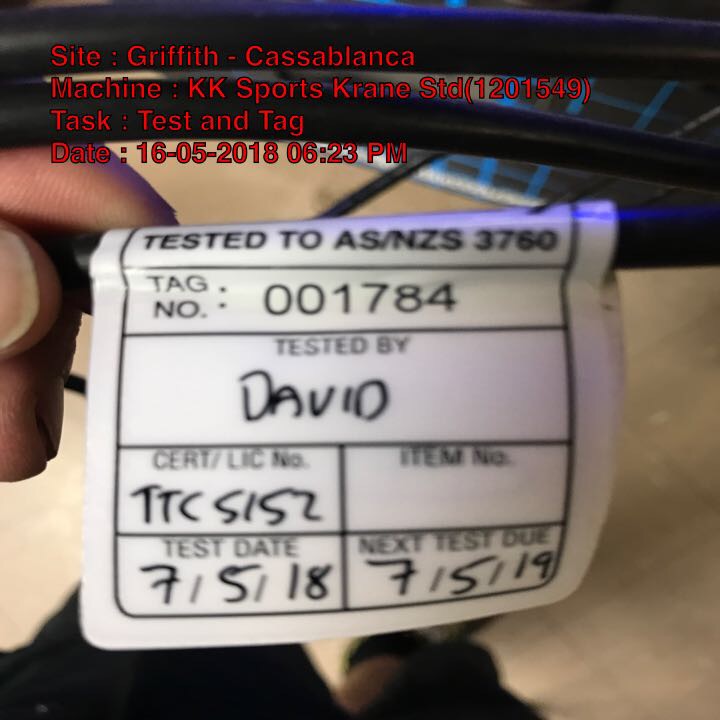 Site : Griffith - Cassablanca
Machine : KK Sports Krane Std(1201549)
Task : Test and Tag
Date : 16-05-2018 06:23 PM
TESTED TO AS/NZS 3760
TAG NO. : 001784
TESTED BY
DAVID
CERT/ LIC No. ITEM No.
TTC5152
TEST DATE NEXT TEST DUE
7/5/18 7/5/19